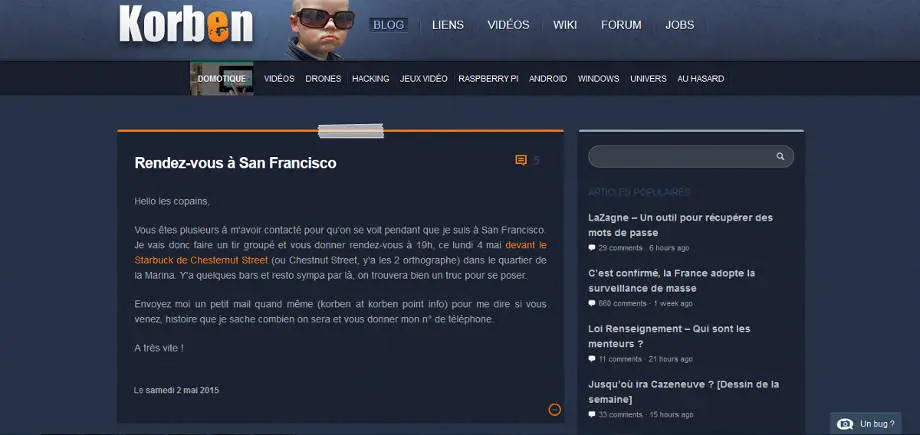 Korben
BLOG LIENS VIDÉOS WIKI FORUM JOBS
DOMOTIQUE VIDÉOS DRONES HACKING JEUX VIDÉO RASPBERRY PI ANDROID WINDOWS UNIVERS AU HASARD
Rendez-vous à San Francisco
5
Hello les copains,
Vous êtes plusieurs à m'avoir contacté pour qu'on se voit pendant que je suis à San Francisco.
Je vais donc faire un tir groupé et vous donner rendez-vous à 19h, ce lundi 4 mai devant le
Starbuck de Chesternut Street (ou Chestnut Street, y'a les 2 orthographe) dans le quartier de
la Marina. Y'a quelques bars et resto sympa par là, on trouvera bien un truc pour se poser.
Envoyez moi un petit mail quand même (korben at korben point info) pour me dire si vous
venez, histoire que je sache combien on sera et vous donner mon n° de téléphone.
A très vite !
Le samedi 2 mai 2015
ARTICLES POPULAIRES
LaZagne – Un outil pour récupérer des
mots de passe
29 comments · 6 hours ago
C'est confirmé, la France adopte la
surveillance de masse
660 comments · 1 week ago
Loi Renseignement – Qui sont les
menteurs ?
11 comments · 21 hours ago
Jusqu'où ira Cazeneuve ? [Dessin de la
semaine]
33 comments · 15 hours ago
Un bug ?